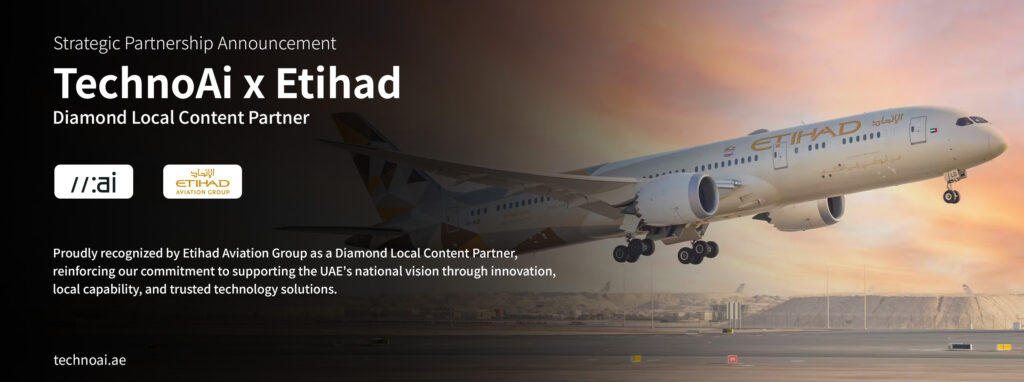 Strategic Partnership Announcement
TechnoAi x Etihad
Diamond Local Content Partner
//:ai
الإتحاد
ETIHAD
AVIATION GROUP
ETIHAD
الإتحاد
Proudly recognized by Etihad Aviation Group as a Diamond Local Content Partner,
reinforcing our commitment to supporting the UAE's national vision through innovation,
local capability, and trusted technology solutions.
technoai.ae